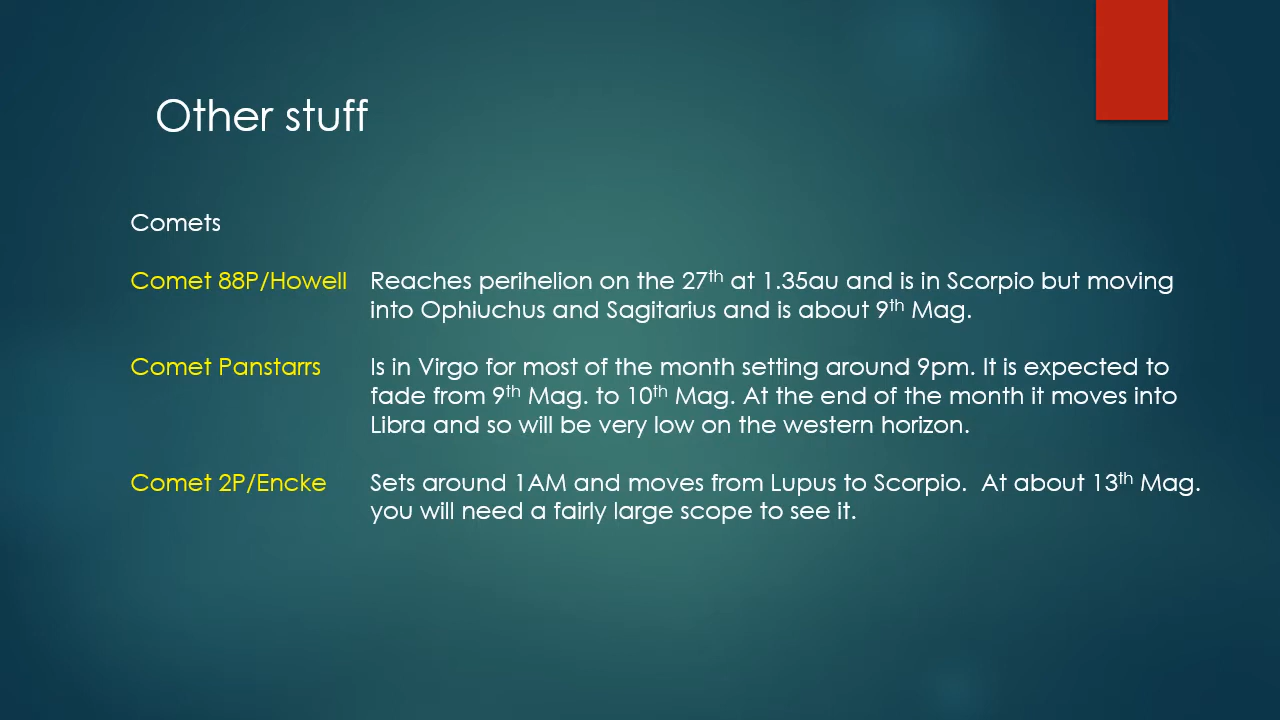 Other stuff
Comets
Comet 88P/Howell Reaches perihelion on the 27th at 1.35au and is in Scorpio but moving
into Ophiuchus and Sagitarius and is about 9th Mag.
Comet Panstarrs Is in Virgo for most of the month setting around 9pm. It is expected to
fade from 9th Mag. to 10th Mag. At the end of the month it moves into
Libra and so will be very low on the western horizon.
Comet 2P/Encke Sets around 1AM and moves from Lupus to Scorpio.  At about 13th Mag.
you will need a fairly large scope to see it.